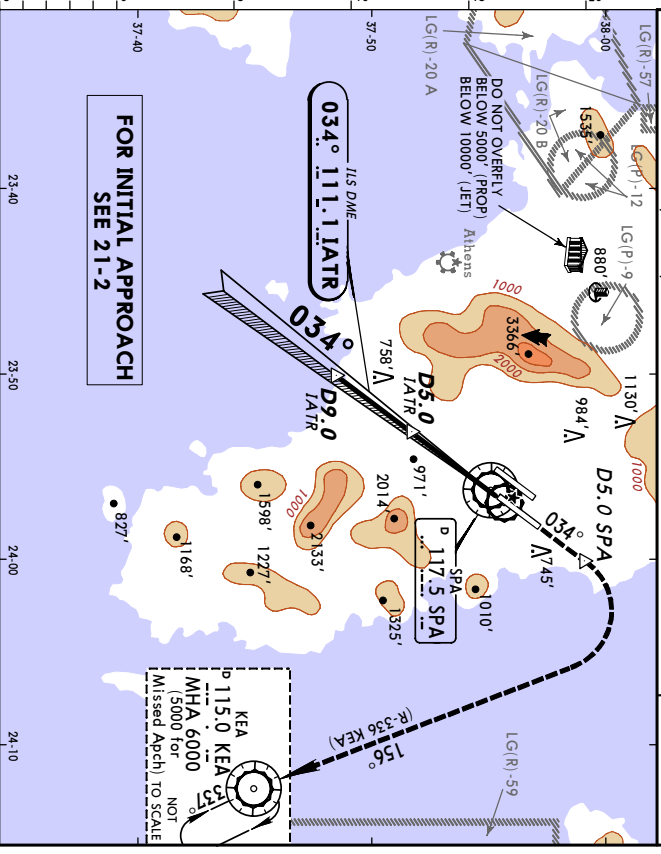 37-40
37-50
38-00
LG(R)-57
LG(R)-20 A
LG(R)-20 B
LG(P)-12
1535'
DO NOT OVERFLY
BELOW 5000' (PROP)
BELOW 10000' (JET)
LG(P)-9
880'
Athens
23-40
23-50
24-00
24-10
ILS DME
034° 111.1 IATR
FOR INITIAL APPROACH
SEE 21-2
034°
1000
3366'
2000
758'
1130'
984'
1000
D9.0
IATR
D5.0
IATR
971'
D5.0 SPA
034°
745'
SPA
D 117.5 SPA
1598'
1000
2133'
2014'
827'
1168'
1227'
1325'
1010'
(R-336 KEA)
156°
KEA
D 115.0 KEA
MHA 6000
(5000 for
Missed Apch)
NOT
TO SCALE
337°
LG(R)-59